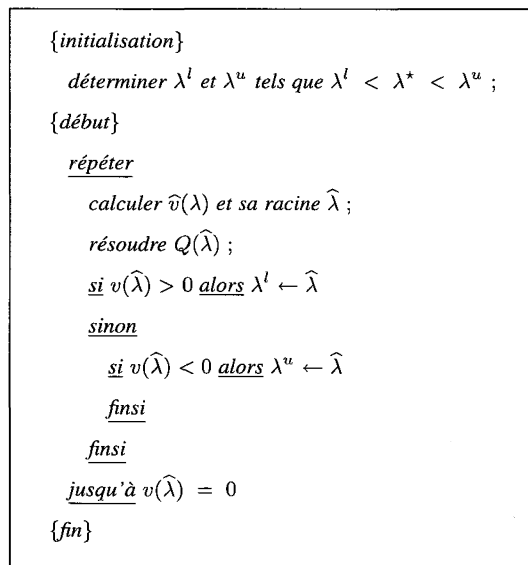 {initialisation}
déterminer λ^l et λ^u tels que λ^l < λ^⋆ < λ^u ;
{début}
répéter
calculer v̂(λ) et sa racine λ̂ ;
résoudre Q(λ̂) ;
si v(λ̂) > 0 alors λ^l ← λ̂
sinon
si v(λ̂) < 0 alors λ^u ← λ̂
finsi
finsi
jusqu'à v(λ̂) = 0
{fin}